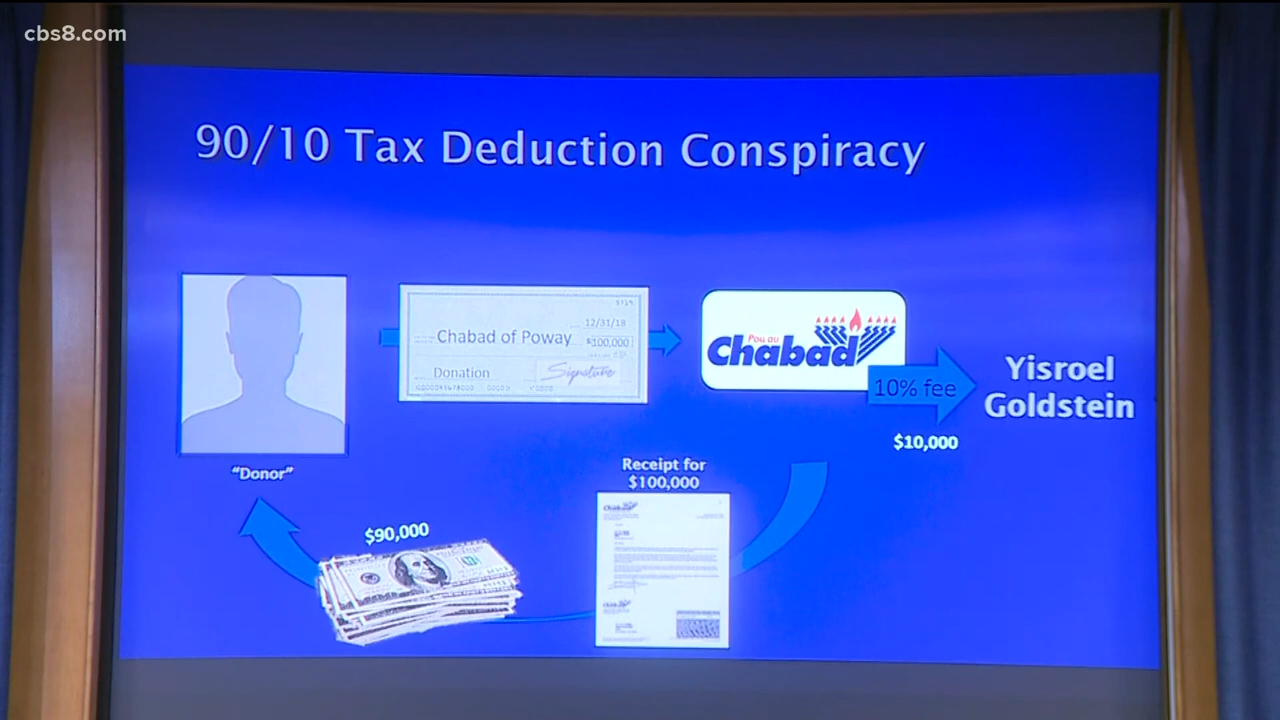 cbs8.com
90/10 Tax Deduction Conspiracy
12/31/18
Chabad of Poway
$100,000
Donation
Signature
Chabad
10% fee
$10,000
Yisroel
Goldstein
"Donor"
Receipt for
$100,000
Chabad
$90,000